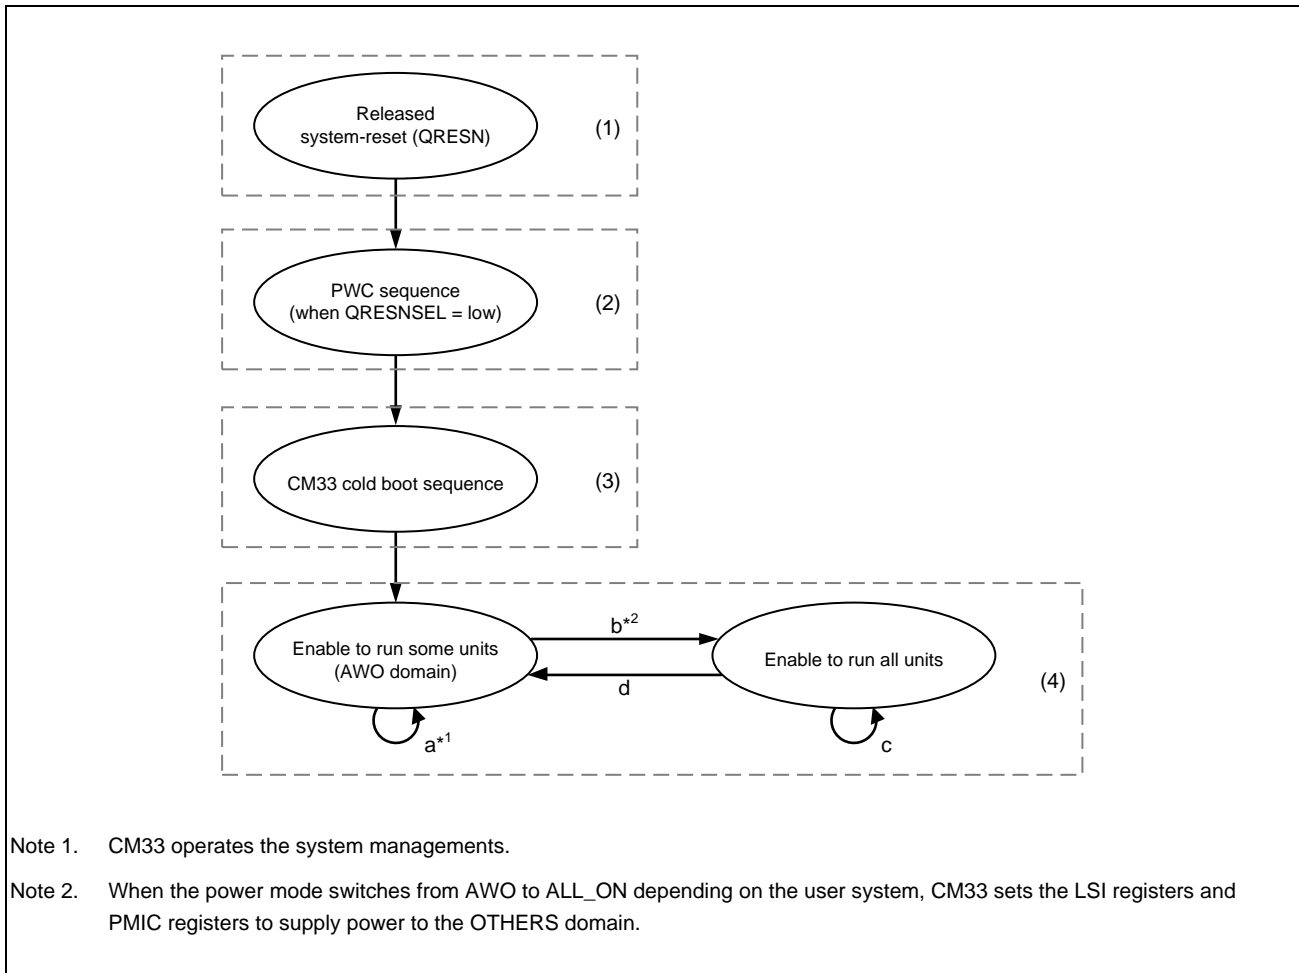 Released
system-reset (QRESN)
(1)
PWC sequence
(when QRESNSEL = low)
(2)
CM33 cold boot sequence
(3)
Enable to run some units
(AWO domain)
b*2
d
Enable to run all units
(4)
a*1
c
Note 1. CM33 operates the system managements.
Note 2. When the power mode switches from AWO to ALL_ON depending on the user system, CM33 sets the LSI registers and
PMIC registers to supply power to the OTHERS domain.